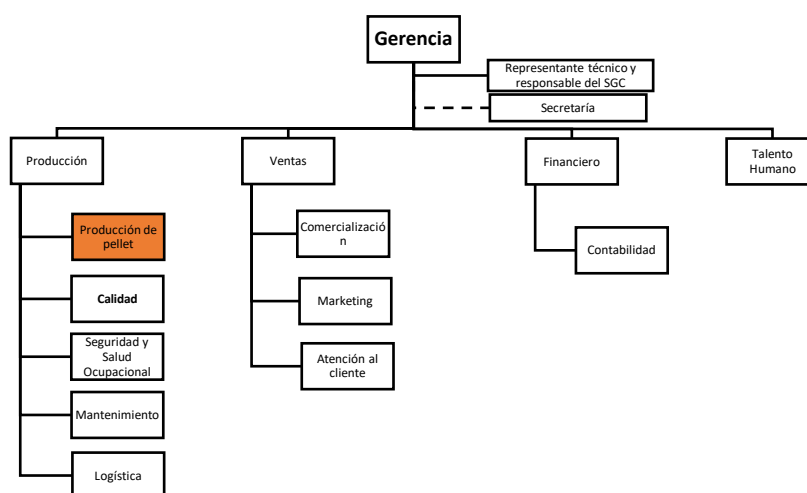 Gerencia
Representante técnico y
responsable del SGC
Secretaría
Producción
Ventas
Financiero
Talento
Humano
Producción de
pellet
Calidad
Seguridad y
Salud
Ocupacional
Mantenimiento
Logística
Comercializació
n
Marketing
Atención al
cliente
Contabilidad